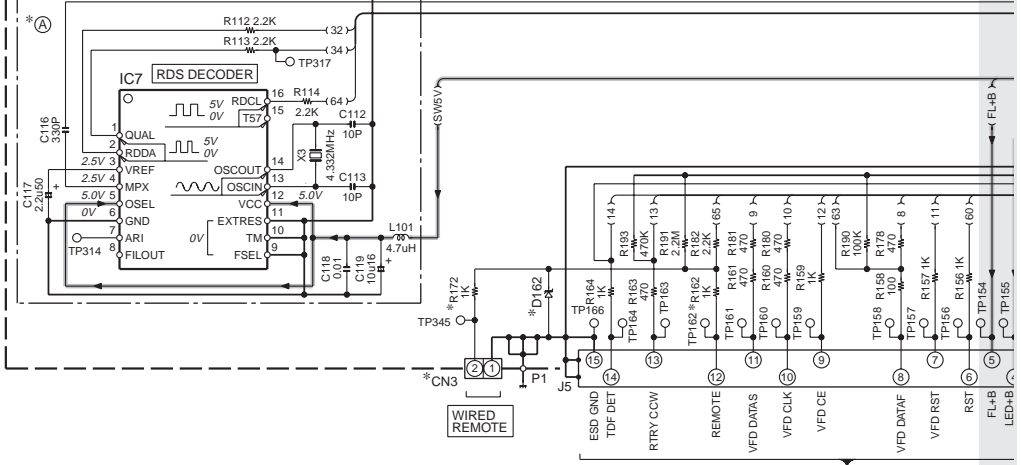 *Ⓐ
R112 2.2K
(32)
R113 2.2K
(34)
TP317
IC7
RDS DECODER
R114
2.2K
(64)
C116
330P
C117
2.2u50
+
16
RDCL
15
T57
5V
0V
5V
0V
1
QUAL
2
RDDA
2.5V 3
VREF
2.5V 4
MPX
5.0V 5
OSEL
0V 6
GND
7
ARI
8
FILOUT
TP314
14
OSCOUT
13
OSCIN
12
VCC
5.0V
11
EXTRES
10
TM
0V
9
FSEL
X3
4.332MHz
C112
10P
C113
10P
L101
4.7uH
C118
0.01
C119
10u16
+
SW5V
FL+B
14
13
65
9
10
12
63
8
11
60
R193
470K
R191
2.2M
R182
2.2K
R181
470
R180
470
R190
100K
R178
470
*R172
1K
*D162
R164
1K
R163
470
*R162
1K
R161
470
R160
470
R159
1K
R158
100
R157 1K
R156 1K
TP345
TP166
TP164
TP163
TP162
TP161
TP160
TP159
TP158
TP157
TP156
TP154
TP155
*CN3
2
1
P1
J5
WIRED
REMOTE
15
14
13
12
11
10
9
8
7
6
5
4
ESD GND
TDF DET
RTRY CCW
REMOTE
VFD DATAS
VFD CLK
VFD CE
VFD DATAF
VFD RST
RST
FL+B
LED+B